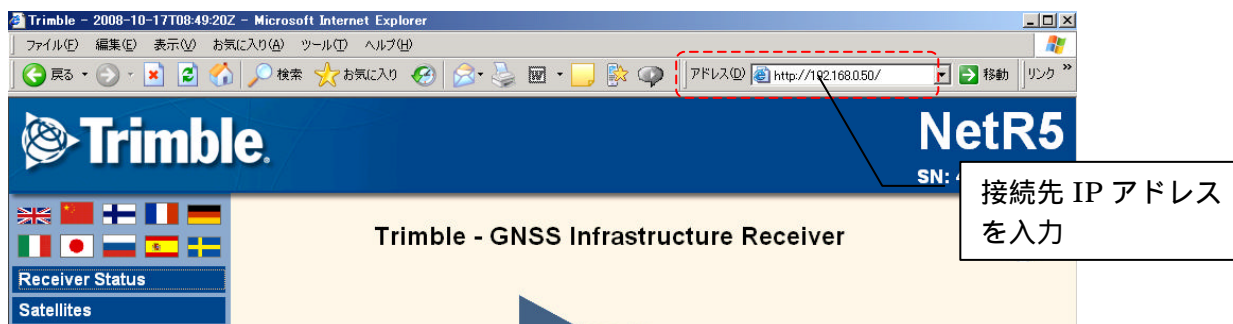 Trimble - 2008-10-17T08:49:20Z - Microsoft Internet Explorer
ファイル(F) 編集(E) 表示(V) お気に入り(A) ツール(T) ヘルプ(H)
戻る 検索 お気に入り アドレス(D) http://192.168.0.50/ 移動 リンク »
Trimble.
NetR5
SN:
接続先 IP アドレス
を入力
Trimble - GNSS Infrastructure Receiver
Receiver Status
Satellites